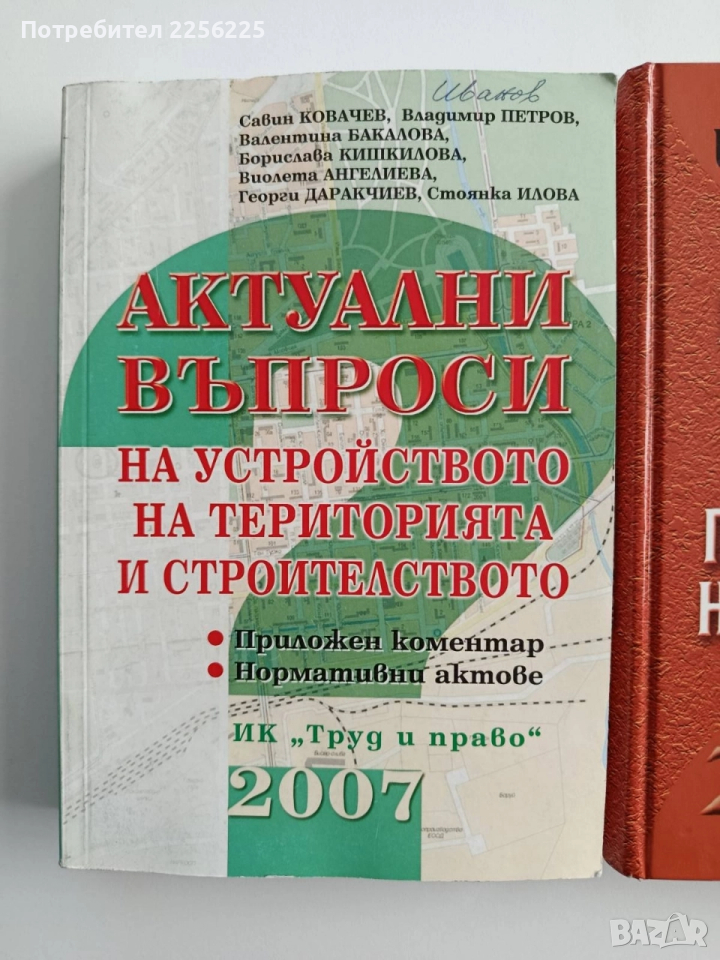 Потребител 2256225
Иванов
Савин КОВАЧЕВ, Владимир ПЕТРОВ,
Валентина БАКАЛОВА,
Борислава КИШКИЛОВА,
Виолета АНГЕЛИЕВА,
Георги ДАРАКЧИЕВ, Стоянка ИЛОВА
АКТУАЛНИ
ВЪПРОСИ
НА УСТРОЙСТВОТО
НА ТЕРИТОРИЯТА
И СТРОИТЕЛСТВОТО
• Приложен коментар
• Нормативни актове
ИК „Труд и право“
2007
BAZAR